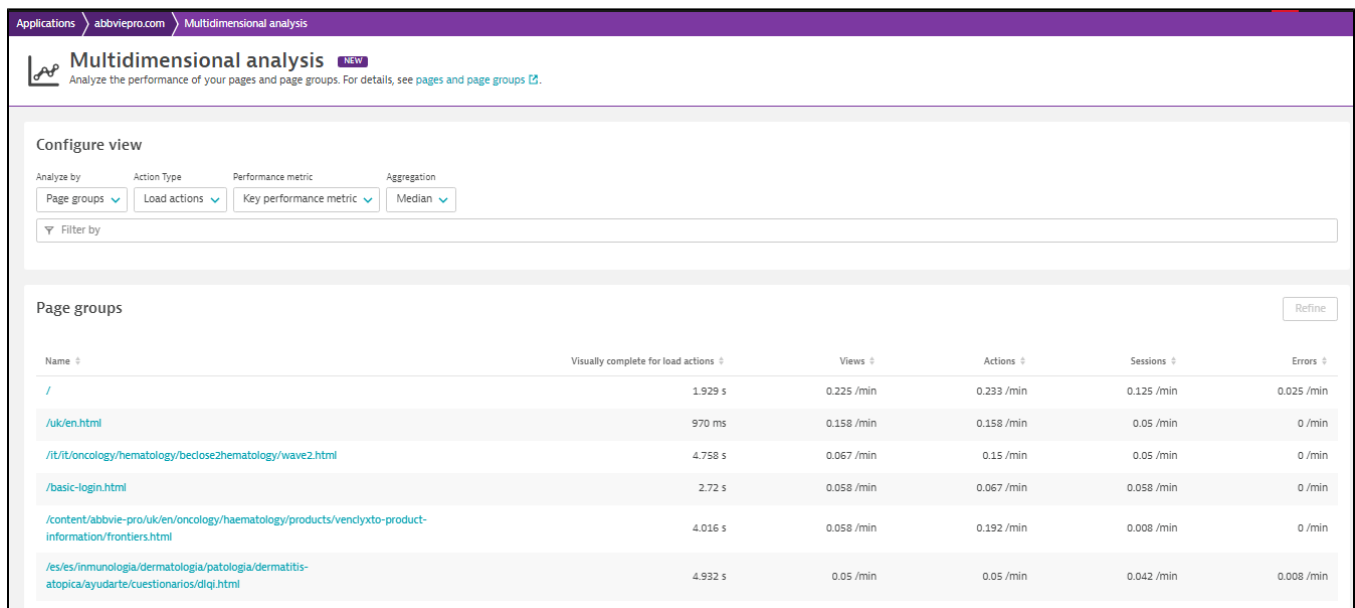 Applications abbviepro.com Multidimensional analysis
Multidimensional analysis NEW
Analyze the performance of your pages and page groups. For details, see pages and page groups.
Configure view
Analyze by Action Type Performance metric Aggregation
Page groups Load actions Key performance metric Median
Filter by
Page groups Refine
Name Visually complete for load actions Views Actions Sessions Errors
/ 1.929 s 0.225 /min 0.233 /min 0.125 /min 0.025 /min
/uk/en.html 970 ms 0.158 /min 0.158 /min 0.05 /min 0 /min
/it/it/oncology/hematology/beclose2hematology/wave2.html 4.758 s 0.067 /min 0.15 /min 0.05 /min 0 /min
/basic-login.html 2.72 s 0.058 /min 0.067 /min 0.058 /min 0 /min
/content/abbvie-pro/uk/en/oncology/haematology/products/venclyxto-product-
information/frontiers.html 4.016 s 0.058 /min 0.192 /min 0.008 /min 0 /min
/es/es/inmunologia/dermatologia/patologia/dermatitis-
atopica/ayudarte/cuestionarios/dlqi.html 4.932 s 0.05 /min 0.05 /min 0.042 /min 0.008 /min